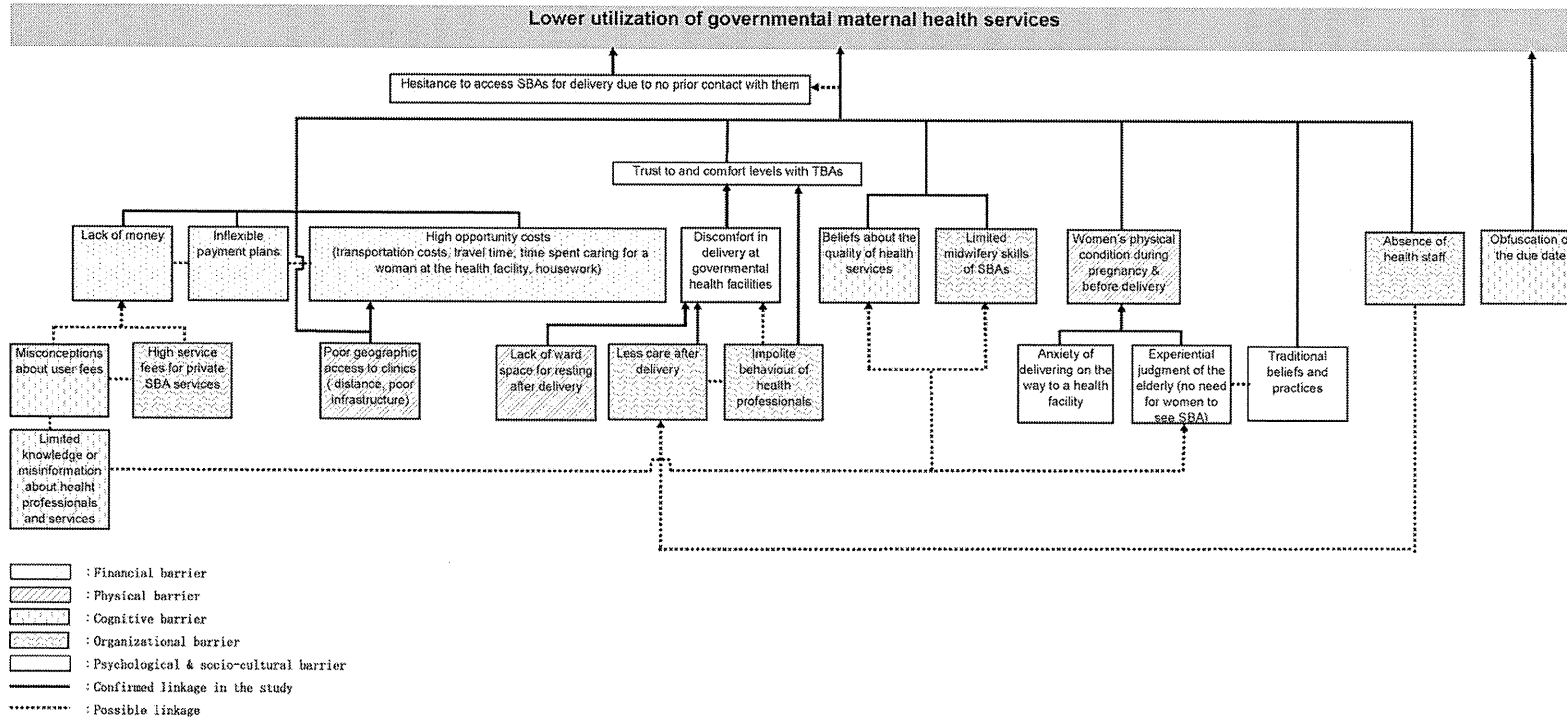 Lower utilization of governmental maternal health services
Hesitance to access SBAs for delivery due to no prior contact with them
Trust to and comfort levels with TBAs
Lack of money
Inflexible
payment plans
High opportunity costs
(transportation costs, travel time, time spent caring for a
woman at the health facility, housework)
Discomfort in
delivery at
governmental
health facilities
Beliefs about the
quality of health
services
Limited
midwifery skills
of SBAs
Women's physical
condition during
pregnancy &
before delivery
Absence of
health staff
Obfuscation o
the due date
Misconceptions
about user fees
High service
fees for private
SBA services
Poor geographic
access to clinics
( distance, poor
infrastructure)
Lack of ward
space for resting
after delivery
Less care after
delivery
Impolite
behaviour of
health
professionals
Anxiety of
delivering on the
way to a health
facility
Experiential
judgment of the
elderly (no need
for women to
see SBA)
Traditional
beliefs and
practices
Limited
knowledge or
misinformation
about healht
professionals
and services
: Financial barrier
: Physical barrier
: Cognitive barrier
: Organizational barrier
: Psychological & socio-cultural barrier
: Confirmed linkage in the study
: Possible linkage